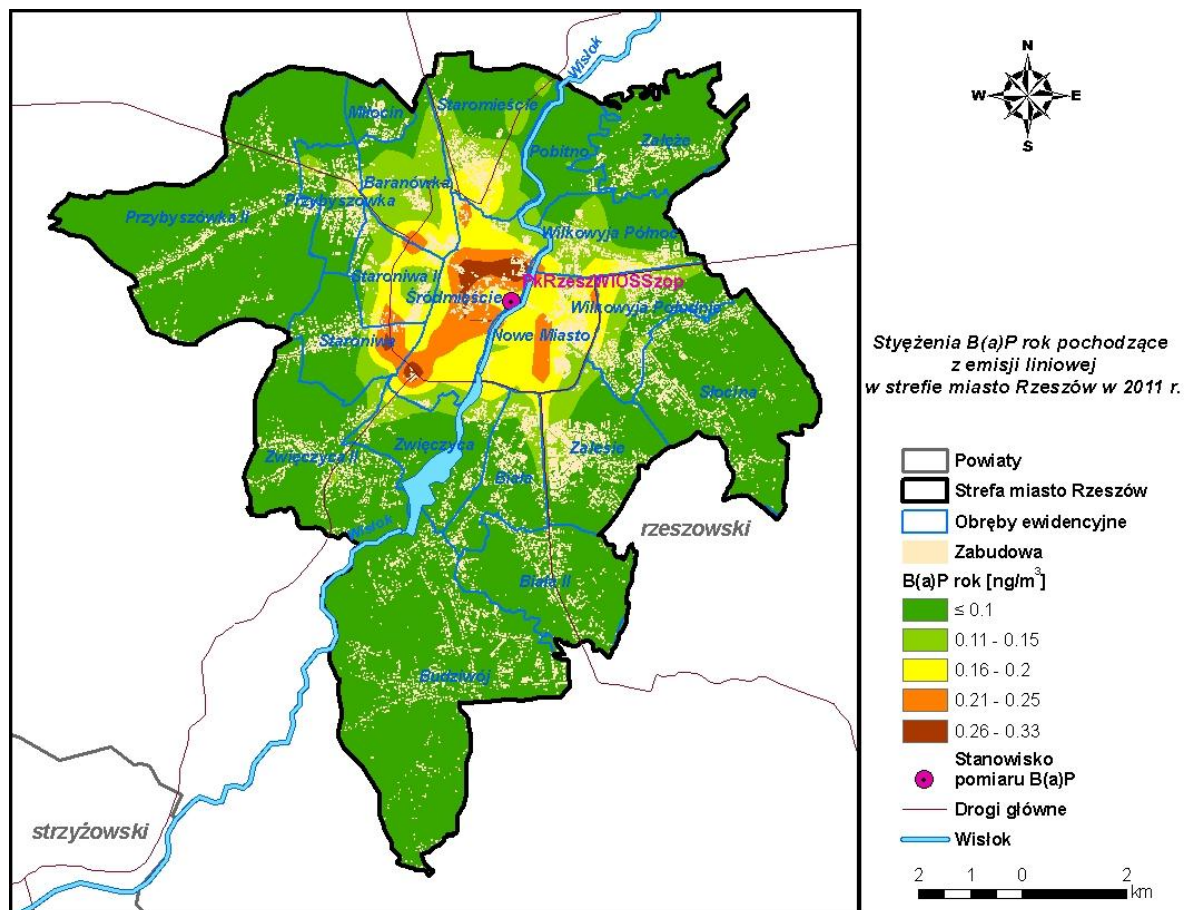 Wisłok
Miłocin
Staromieście
Pobitno
Załęże
Baranówka
Przybyszówka
Przybyszówka II
Wilkowyja Północ
Staroniwa II
PkRzeszWIOSSzop
Śródmieście
Wilkowyja Południe
Nowe Miasto
Staroniwa
Słocina
Zwięczyca
Zalesie
Zwięczyca II
Biała
Wisłok
rzeszowski
Biała II
Budziwój
strzyżowski
N
W E
S
Styężenia B(a)P rok pochodzące
z emisji liniowej
w strefie miasto Rzeszów w 2011 r.
Powiaty
Strefa miasto Rzeszów
Obręby ewidencyjne
Zabudowa
B(a)P rok [ng/m³]
≤ 0.1
0.11 - 0.15
0.16 - 0.2
0.21 - 0.25
0.26 - 0.33
Stanowisko
pomiaru B(a)P
Drogi główne
Wisłok
2 1 0 2
km